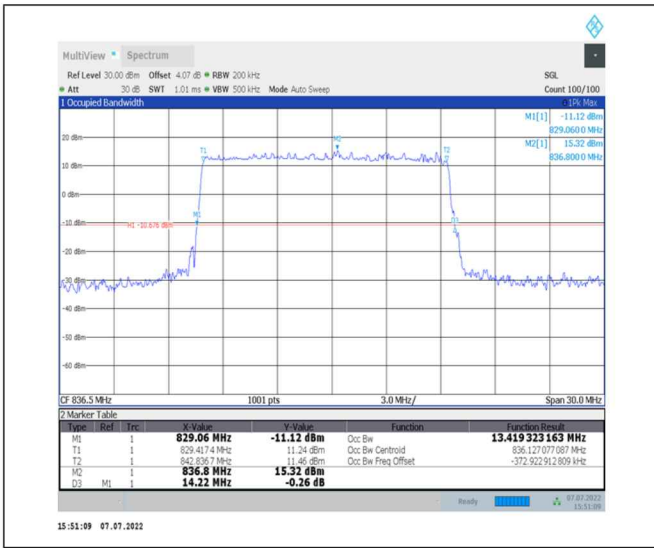 MultiView Spectrum
Ref Level 30.00 dBm Offset 4.07 dB RBW 200 kHz SGL
Att 30 dB SWT 1.01 ms VBW 500 kHz Mode Auto Sweep Count 100/100
1 Occupied Bandwidth 1Pk Max
M1[1] -11.12 dBm
829.0600 MHz
M2[1] 15.32 dBm
836.8000 MHz
20 dBm
M2
T1 T2
10 dBm
0 dBm
M1
-10 dBm
H1 -10.676 dBm
D3
-20 dBm
-30 dBm
-40 dBm
-50 dBm
-60 dBm
CF 836.5 MHz 1001 pts 3.0 MHz/ Span 30.0 MHz
2 Marker Table
Type Ref Trc X-Value Y-Value Function Function Result
M1 1 829.06 MHz -11.12 dBm Occ Bw 13.419 323 163 MHz
T1 1 829.4174 MHz 11.24 dBm Occ Bw Centroid 836.127 077 087 MHz
T2 1 842.8367 MHz 11.46 dBm Occ Bw Freq Offset -372.922 912 809 kHz
M2 1 836.8 MHz 15.32 dBm
D3 M1 1 14.22 MHz -0.26 dB
Ready 07.07.2022
15:51:09
15:51:09 07.07.2022